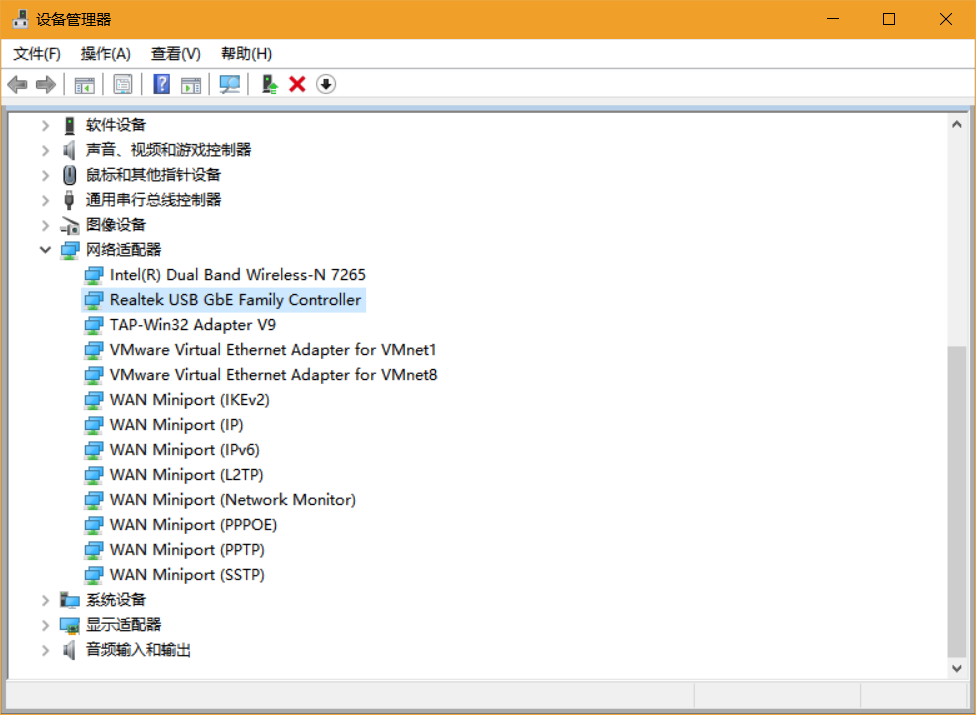 设备管理器
文件(F) 操作(A) 查看(V) 帮助(H)
软件设备
声音、视频和游戏控制器
鼠标和其他指针设备
通用串行总线控制器
图像设备
网络适配器
Intel(R) Dual Band Wireless-N 7265
Realtek USB GbE Family Controller
TAP-Win32 Adapter V9
VMware Virtual Ethernet Adapter for VMnet1
VMware Virtual Ethernet Adapter for VMnet8
WAN Miniport (IKEv2)
WAN Miniport (IP)
WAN Miniport (IPv6)
WAN Miniport (L2TP)
WAN Miniport (Network Monitor)
WAN Miniport (PPPOE)
WAN Miniport (PPTP)
WAN Miniport (SSTP)
系统设备
显示适配器
音频输入和输出